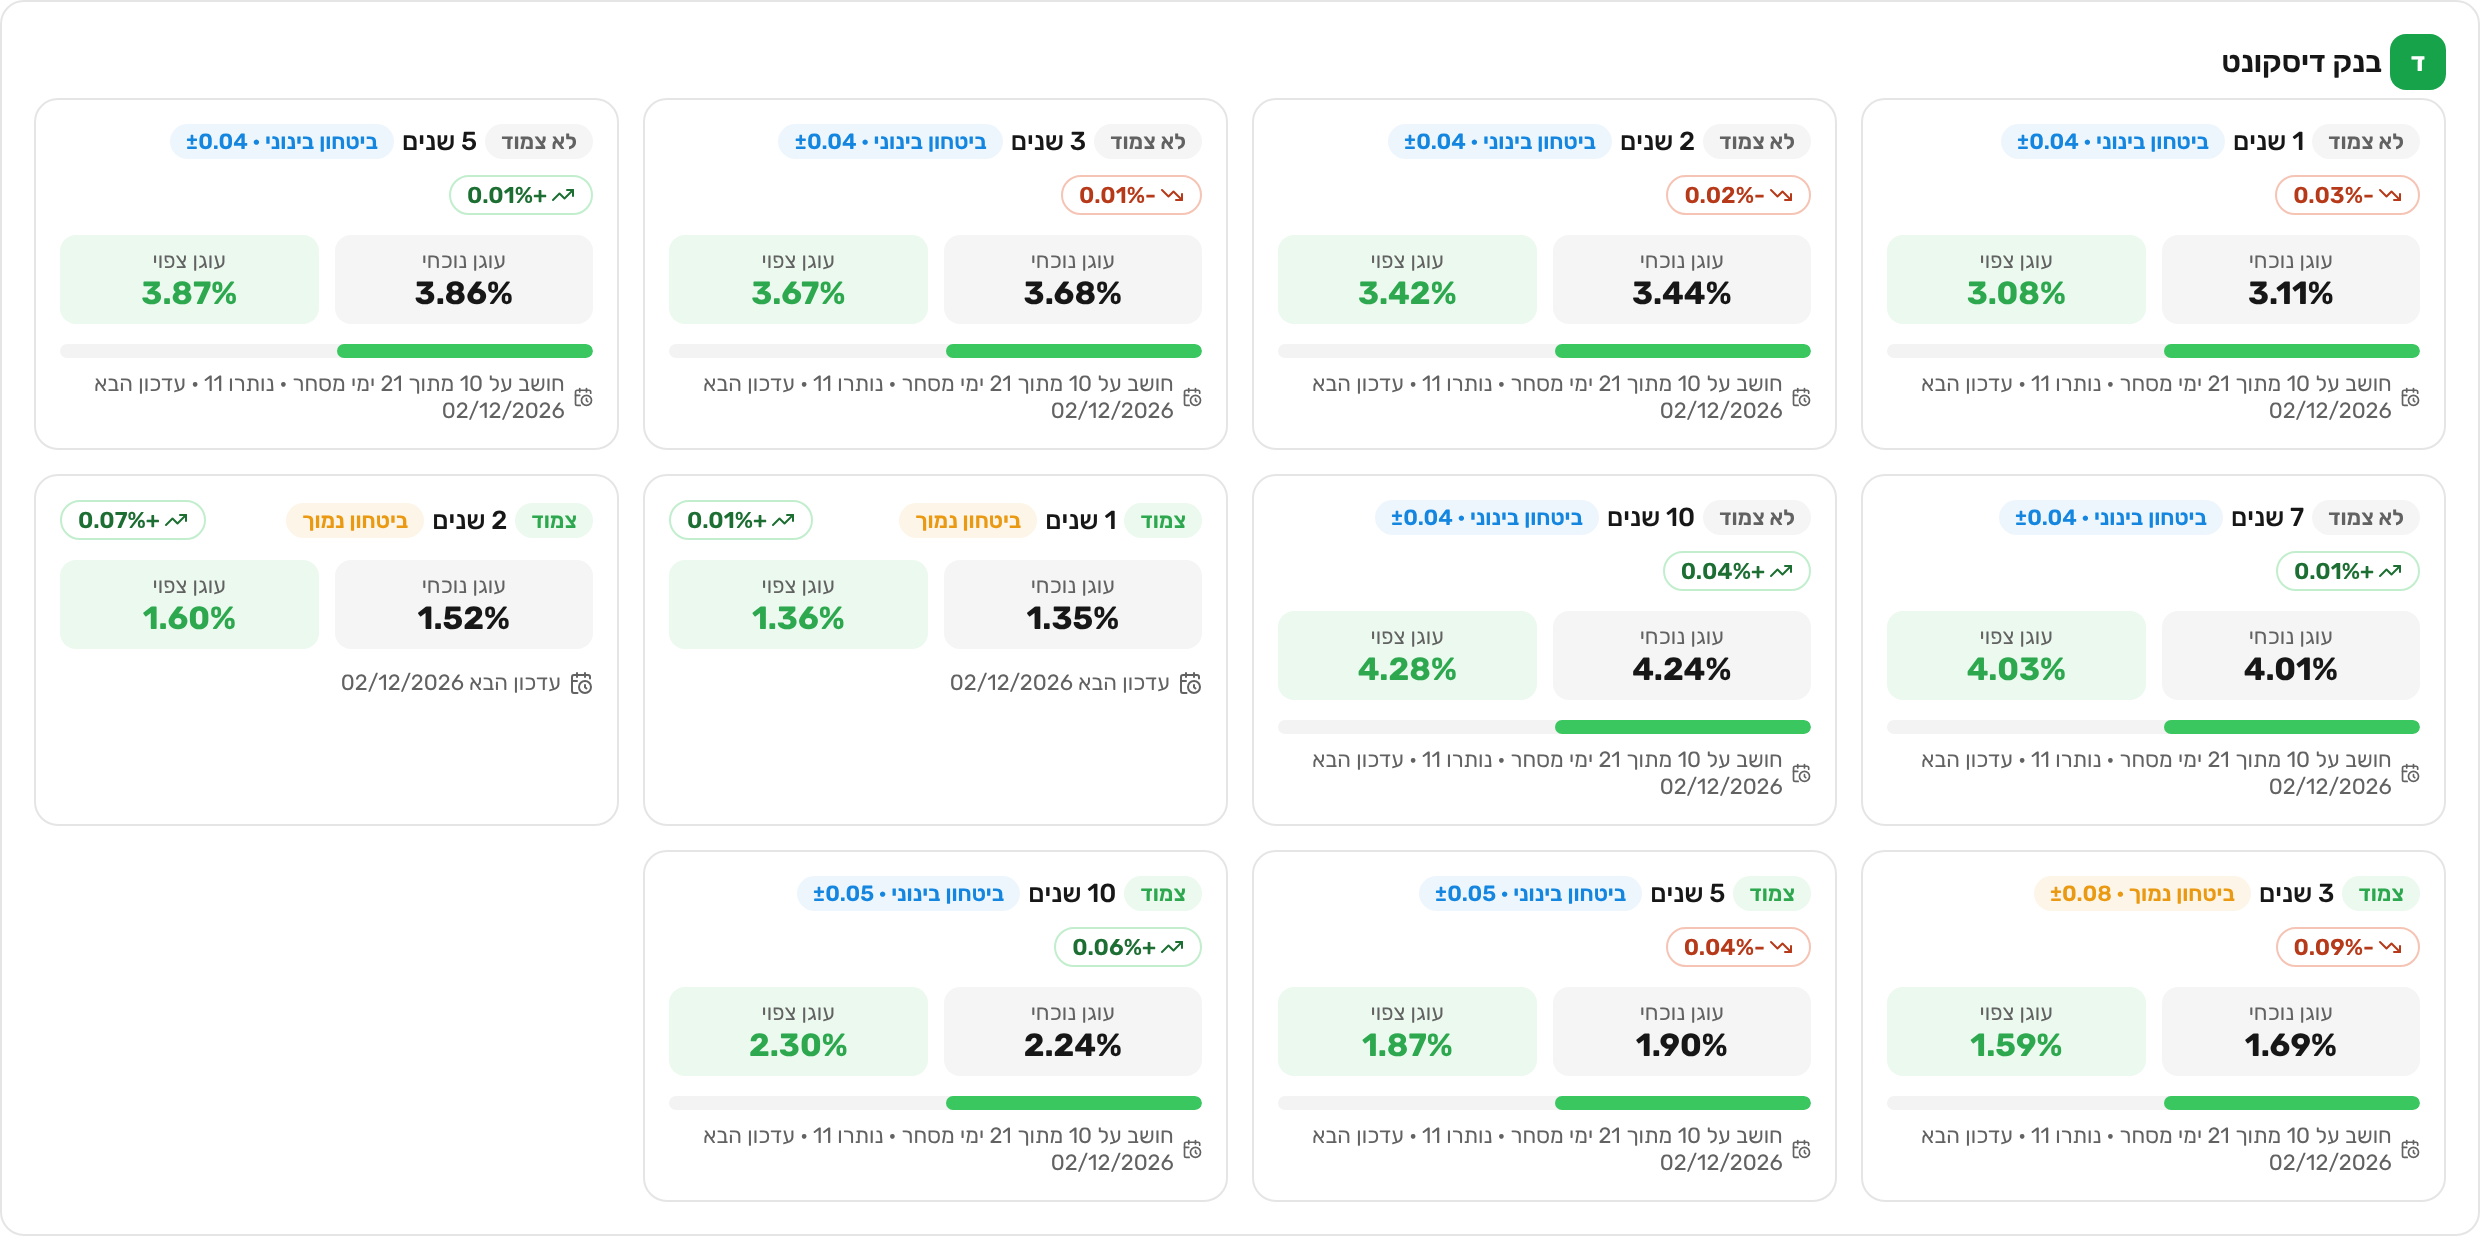 ד
בנק דיסקונט
לא צמוד 1 שנים ביטחון בינוני • ±0.04
-0.03%
עוגן נוכחי
3.11%
עוגן צפוי
3.08%
חושב על 10 מתוך 21 ימי מסחר • נותרו 11 • עדכון הבא
02/12/2026
לא צמוד 2 שנים ביטחון בינוני • ±0.04
-0.02%
עוגן נוכחי
3.44%
עוגן צפוי
3.42%
חושב על 10 מתוך 21 ימי מסחר • נותרו 11 • עדכון הבא
02/12/2026
לא צמוד 3 שנים ביטחון בינוני • ±0.04
-0.01%
עוגן נוכחי
3.68%
עוגן צפוי
3.67%
חושב על 10 מתוך 21 ימי מסחר • נותרו 11 • עדכון הבא
02/12/2026
לא צמוד 5 שנים ביטחון בינוני • ±0.04
+0.01%
עוגן נוכחי
3.86%
עוגן צפוי
3.87%
חושב על 10 מתוך 21 ימי מסחר • נותרו 11 • עדכון הבא
02/12/2026
לא צמוד 7 שנים ביטחון בינוני • ±0.04
+0.01%
עוגן נוכחי
4.01%
עוגן צפוי
4.03%
חושב על 10 מתוך 21 ימי מסחר • נותרו 11 • עדכון הבא
02/12/2026
לא צמוד 10 שנים ביטחון בינוני • ±0.04
+0.04%
עוגן נוכחי
4.24%
עוגן צפוי
4.28%
חושב על 10 מתוך 21 ימי מסחר • נותרו 11 • עדכון הבא
02/12/2026
צמוד 1 שנים ביטחון נמוך +0.01%
עוגן נוכחי
1.35%
עוגן צפוי
1.36%
עדכון הבא 02/12/2026
צמוד 2 שנים ביטחון נמוך +0.07%
עוגן נוכחי
1.52%
עוגן צפוי
1.60%
עדכון הבא 02/12/2026
צמוד 3 שנים ביטחון נמוך • ±0.08
-0.09%
עוגן נוכחי
1.69%
עוגן צפוי
1.59%
חושב על 10 מתוך 21 ימי מסחר • נותרו 11 • עדכון הבא
02/12/2026
צמוד 5 שנים ביטחון בינוני • ±0.05
-0.04%
עוגן נוכחי
1.90%
עוגן צפוי
1.87%
חושב על 10 מתוך 21 ימי מסחר • נותרו 11 • עדכון הבא
02/12/2026
צמוד 10 שנים ביטחון בינוני • ±0.05
+0.06%
עוגן נוכחי
2.24%
עוגן צפוי
2.30%
חושב על 10 מתוך 21 ימי מסחר • נותרו 11 • עדכון הבא
02/12/2026